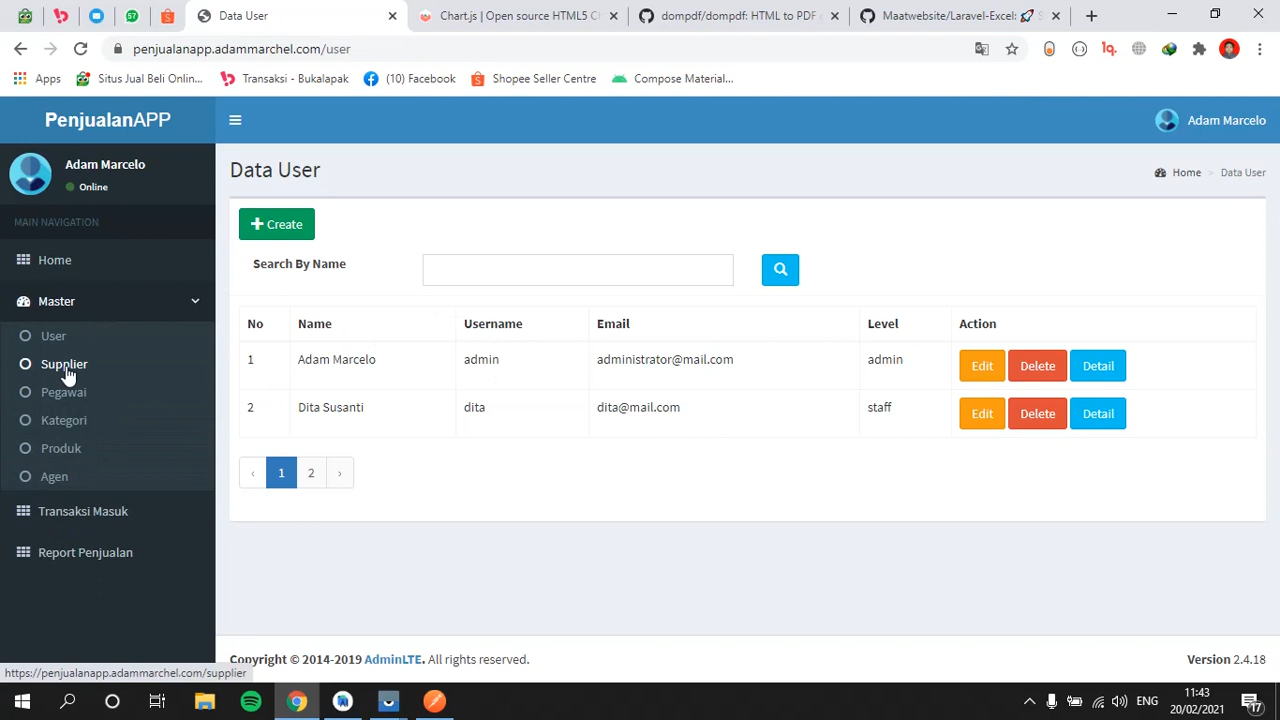 57
Data User
Chart.js | Open source HTML5 Ch
dompdf/dompdf: HTML to PDF c
Maatwebsite/Laravel-Excel: 🚀 S
penjualanapp.adammarchel.com/user
Apps
Situs Jual Beli Onlin...
Transaksi - Bukalapak
(10) Facebook
Shopee Seller Centre
Compose Material...
PenjualanAPP
Adam Marcelo
Adam Marcelo
Online
MAIN NAVIGATION
Home
Master
User
Supplier
Pegawai
Kategori
Produk
Agen
Transaksi Masuk
Report Penjualan
Data User
Home > Data User
Create
Search By Name
No Name Username Email Level Action
1 Adam Marcelo admin administrator@mail.com admin Edit Delete Detail
2 Dita Susanti dita dita@mail.com staff Edit Delete Detail
‹ 1 2 ›
Copyright © 2014-2019 AdminLTE. All rights reserved.
Version 2.4.18
https://penjualanapp.adammarchel.com/supplier
ENG
11:43
20/02/2021
17